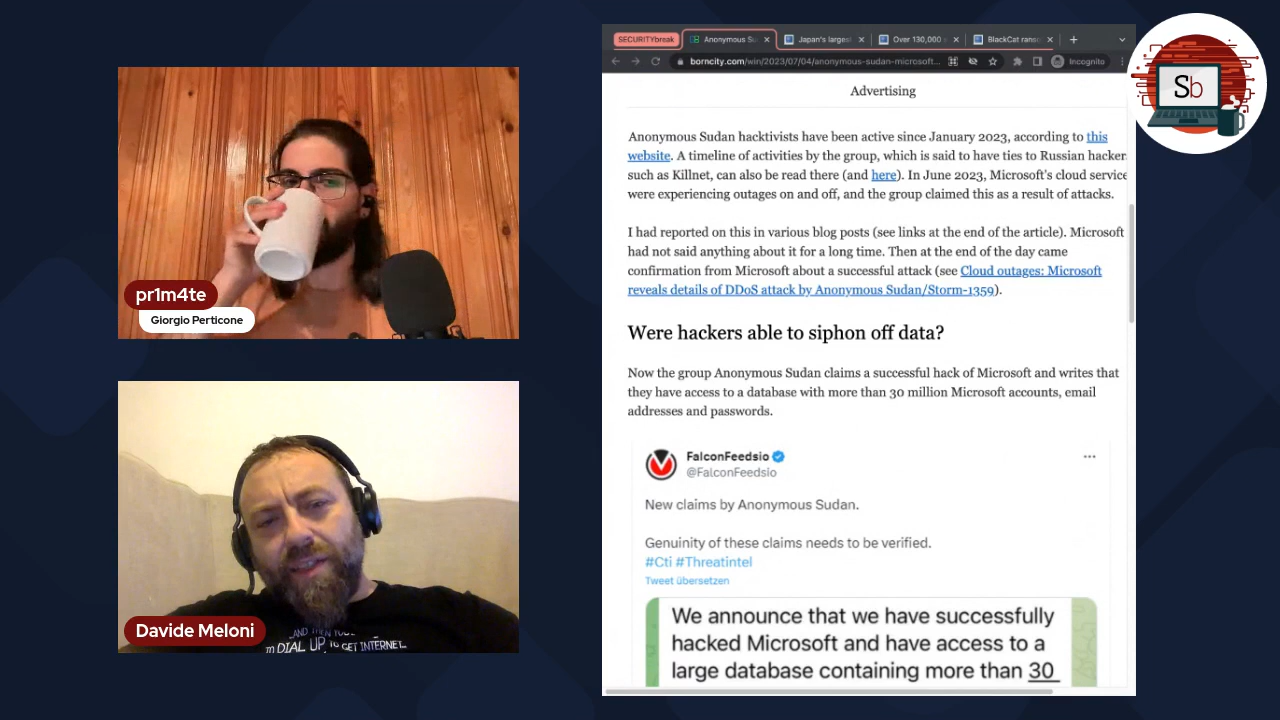 pr1m4te
Giorgio Perticone
Davide Meloni
...AND THEN YOU
TO DIAL UP TO GET INTERNET.
SECURITYbreak
Anonymous Su
Japan's largest
Over 130,000
BlackCat rans
borncity.com/win/2023/07/04/anonymous-sudan-microsoft...
Incognito
Sb
Advertising
Anonymous Sudan hacktivists have been active since January 2023, according to this
website. A timeline of activities by the group, which is said to have ties to Russian hacker
such as Killnet, can also be read there (and here). In June 2023, Microsoft's cloud service
were experiencing outages on and off, and the group claimed this as a result of attacks.
I had reported on this in various blog posts (see links at the end of the article). Microsoft
had not said anything about it for a long time. Then at the end of the day came
confirmation from Microsoft about a successful attack (see Cloud outages: Microsoft
reveals details of DDoS attack by Anonymous Sudan/Storm-1359).
Were hackers able to siphon off data?
Now the group Anonymous Sudan claims a successful hack of Microsoft and writes that
they have access to a database with more than 30 million Microsoft accounts, email
addresses and passwords.
FalconFeedsio
@FalconFeedsio
New claims by Anonymous Sudan.
Genuinity of these claims needs to be verified.
#Cti #Threatintel
Tweet übersetzen
We announce that we have successfully
hacked Microsoft and have access to a
large database containing more than 30